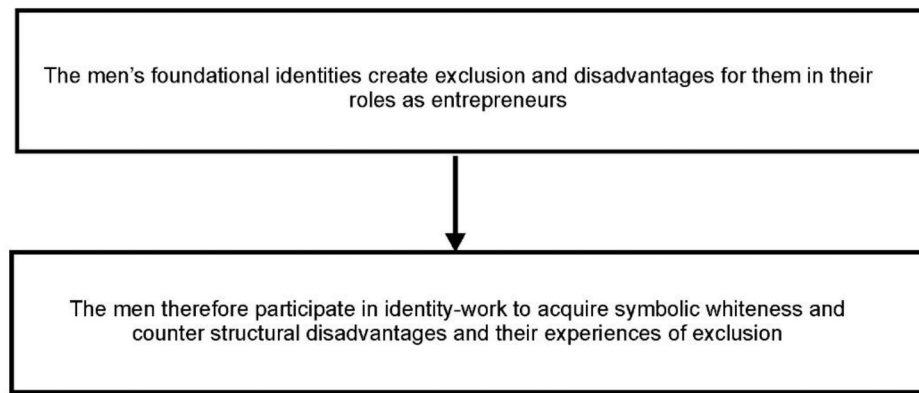 The men’s foundational identities create exclusion and disadvantages for them in their
roles as entrepreneurs
The men therefore participate in identity-work to acquire symbolic whiteness and
counter structural disadvantages and their experiences of exclusion